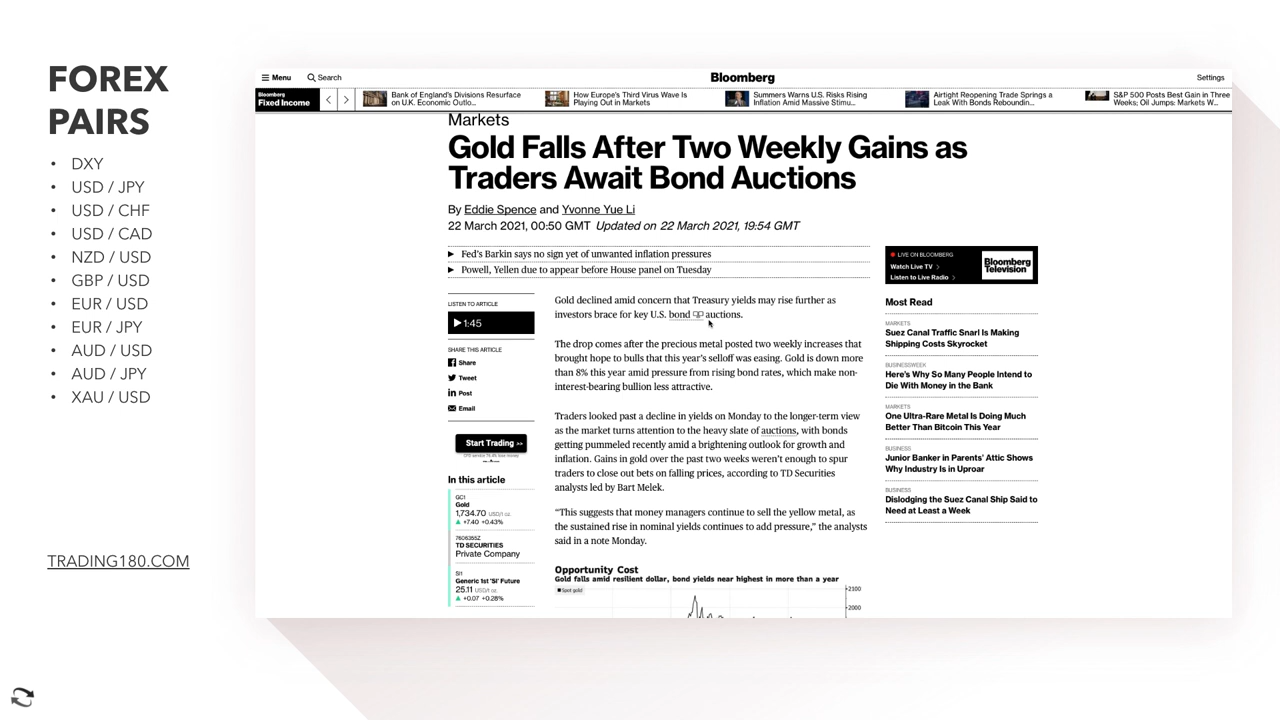 FOREX
PAIRS
• DXY
• USD / JPY
• USD / CHF
• USD / CAD
• NZD / USD
• GBP / USD
• EUR / USD
• EUR / JPY
• AUD / USD
• AUD / JPY
• XAU / USD
TRADING180.COM
Menu
Search
Bloomberg
Settings
Bloomberg
Fixed Income
Bank of England's Divisions Resurface
on U.K. Economic Outlo...
How Europe's Third Virus Wave Is
Playing Out in Markets
Summers Warns U.S. Risks Rising
Inflation Amid Massive Stimu...
Airtight Reopening Trade Springs a
Leak With Bonds Reboundin...
S&P 500 Posts Best Gain in Three
Weeks; Oil Jumps: Markets W...
Markets
Gold Falls After Two Weekly Gains as
Traders Await Bond Auctions
By Eddie Spence and Yvonne Yue Li
22 March 2021, 00:50 GMT Updated on 22 March 2021, 19:54 GMT
Fed's Barkin says no sign yet of unwanted inflation pressures
Powell, Yellen due to appear before House panel on Tuesday
LISTEN TO ARTICLE
1:45
SHARE THIS ARTICLE
Share
Tweet
Post
Email
Start Trading >>
In this article
GC1
Gold
1,734.70 USD/t oz.
▲ +7.40 +0.43%
7606355Z
TD SECURITIES
Private Company
SI1
Generic 1st 'SI' Future
25.11 USD/t oz.
▲ +0.07 +0.28%
Gold declined amid concern that Treasury yields may rise further as
investors brace for key U.S. bond auctions.
The drop comes after the precious metal posted two weekly increases that
brought hope to bulls that this year's selloff was easing. Gold is down more
than 8% this year amid pressure from rising bond rates, which make non-
interest-bearing bullion less attractive.
Traders looked past a decline in yields on Monday to the longer-term view
as the market turns attention to the heavy slate of auctions, with bonds
getting pummeled recently amid a brightening outlook for growth and
inflation. Gains in gold over the past two weeks weren't enough to spur
traders to close out bets on falling prices, according to TD Securities
analysts led by Bart Melek.
“This suggests that money managers continue to sell the yellow metal, as
the sustained rise in nominal yields continues to add pressure,” the analysts
said in a note Monday.
Opportunity Cost
Gold falls amid resilient dollar, bond yields near highest in more than a year
Spot gold
2100
2000
LIVE ON BLOOMBERG
Watch Live TV
Listen to Live Radio
Bloomberg
Television
Most Read
MARKETS
Suez Canal Traffic Snarl Is Making
Shipping Costs Skyrocket
BUSINESSWEEK
Here's Why So Many People Intend to
Die With Money in the Bank
MARKETS
One Ultra-Rare Metal Is Doing Much
Better Than Bitcoin This Year
BUSINESS
Junior Banker in Parents' Attic Shows
Why Industry Is in Uproar
BUSINESS
Dislodging the Suez Canal Ship Said to
Need at Least a Week